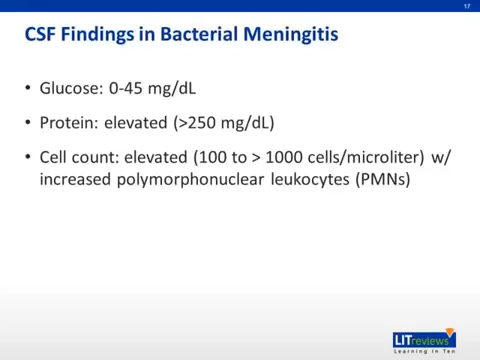 17
CSF Findings in Bacterial Meningitis
• Glucose: 0-45 mg/dL
• Protein: elevated (>250 mg/dL)
• Cell count: elevated (100 to > 1000 cells/microliter) w/
increased polymorphonuclear leukocytes (PMNs)
LITreviews
Learning in Ten